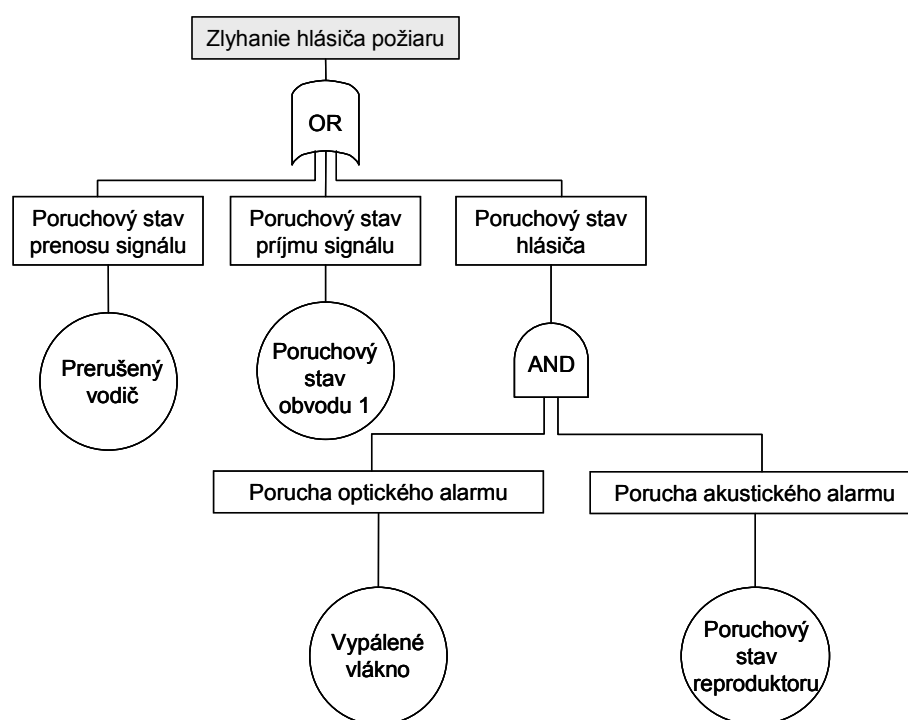 Zlyhanie hlásiča požiaru
OR
Poruchový stav
prenosu signálu
Poruchový stav
príjmu signálu
Poruchový stav
hlásiča
Prerušený
vodič
Poruchový
stav
obvodu 1
AND
Porucha optického alarmu
Porucha akustického alarmu
Vypálené
vlákno
Poruchový
stav
reproduktoru